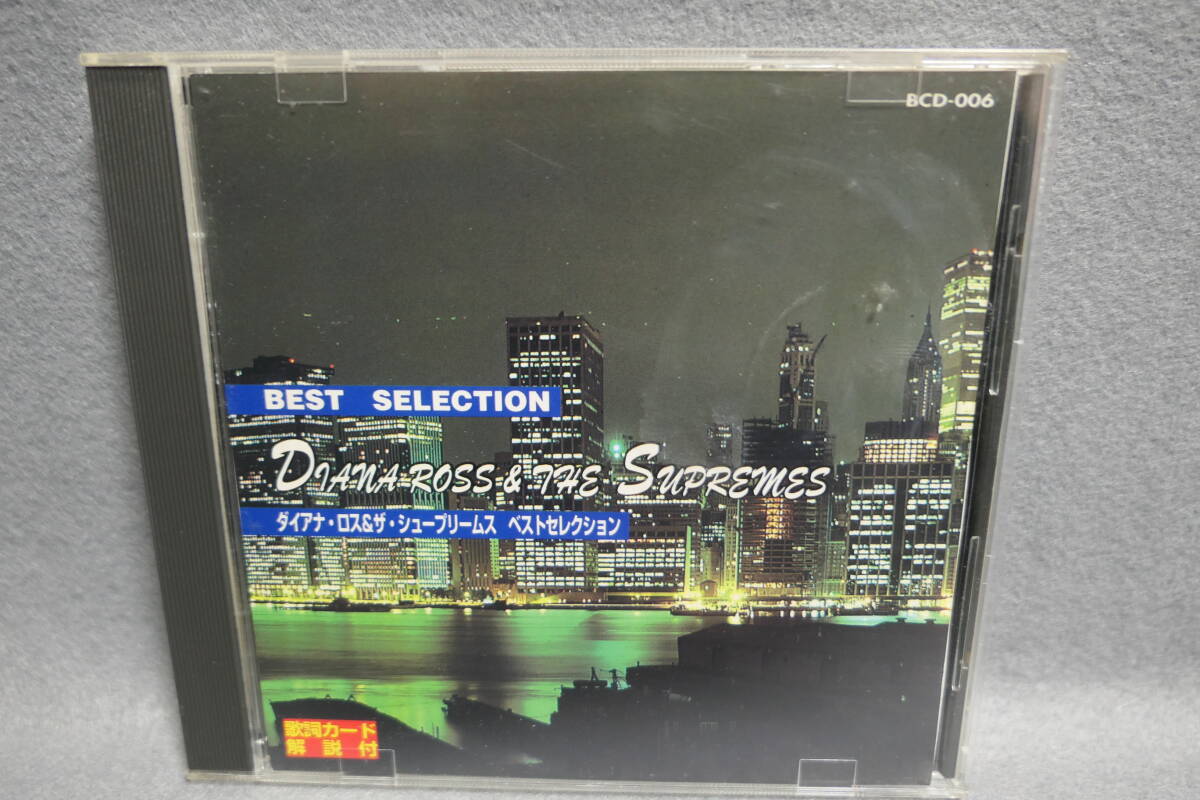 BCD-006
BEST SELECTION
DIANA ROSS & THE SUPREMES
ダイアナ・ロス&ザ・シュープリームス ベストセレクション
歌詞カード
解説付